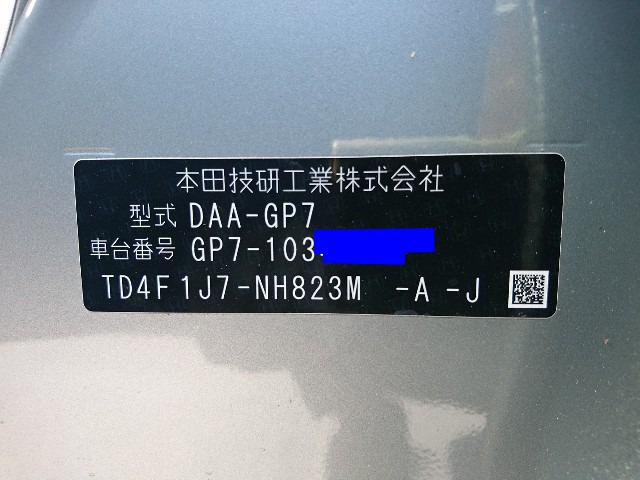 本田技研工業株式会社
型式 DAA-GP7
車台番号 GP7-103
TD4F1J7-NH823M -A -J